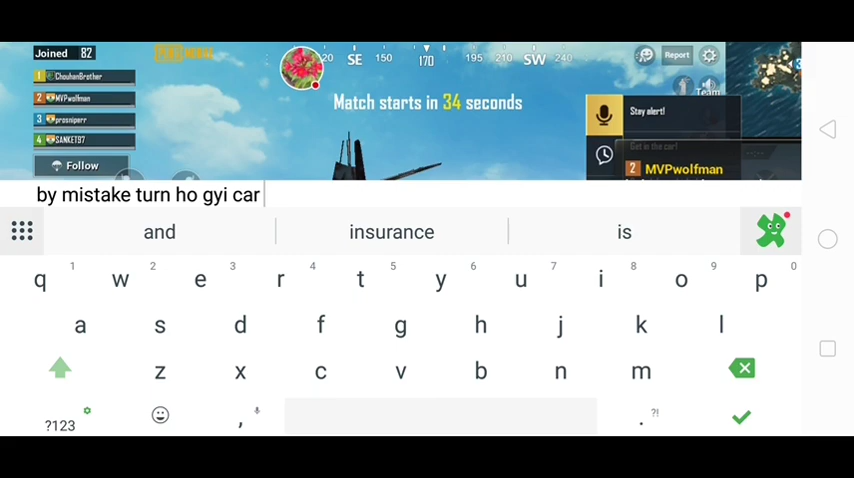 Joined 82
PUBG MOBILE
20 SE 150 170 195 210 SW 240
Report
1 ChouhanBrother
2 MVPwolfman
3 prosniperr
4 SANKET97
Follow
Match starts in 34 seconds
Team
3
Stay alert!
Get in the car!
2 MVPwolfman
by mistake turn ho gyi car
and insurance is
1 2 3 4 5 6 7 8 9 0
q w e r t y u i o p
a s d f g h j k l
z x c v b n m
?123 , . ?!